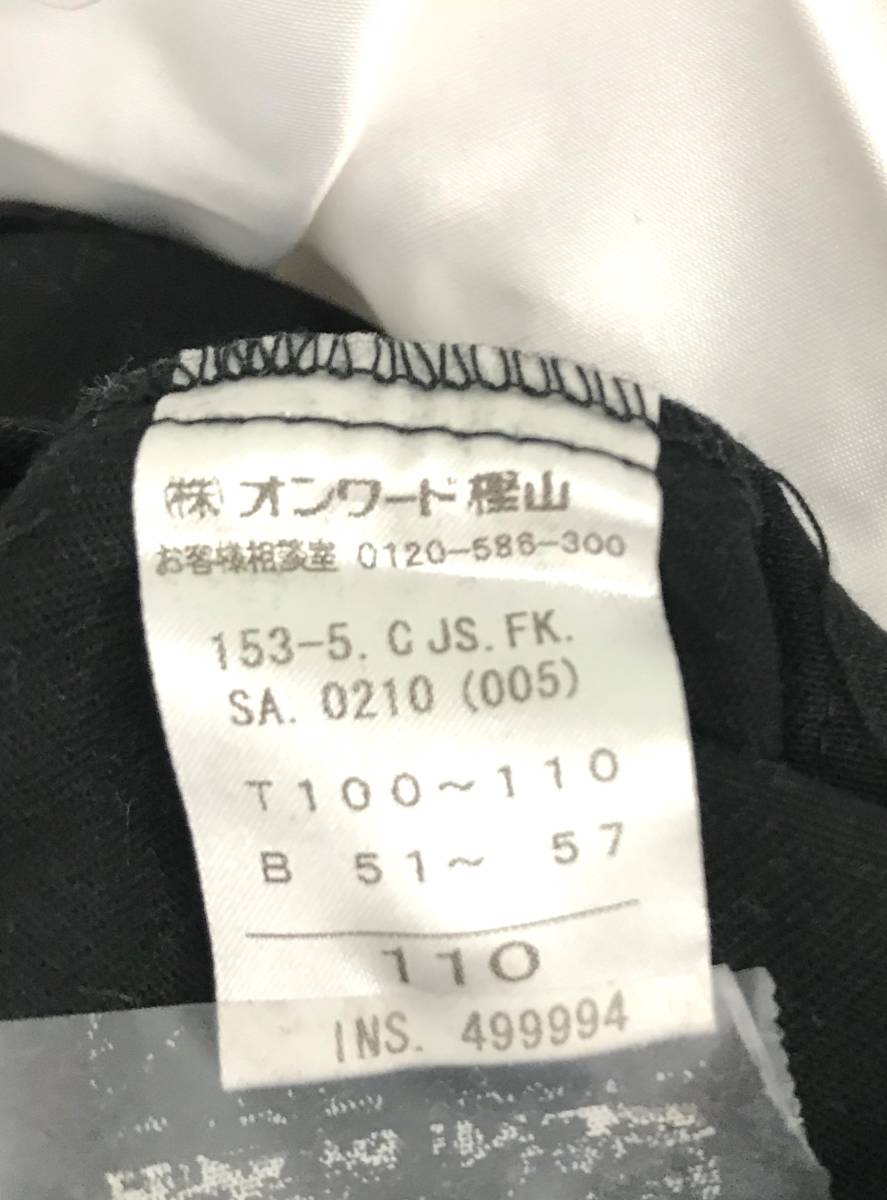 ㈱オンワード樫山
お客様相談室 0120-586-300
153-5. C JS. FK.
SA. 0210 (005)
T100〜110
B 51〜 57
110
INS. 499994